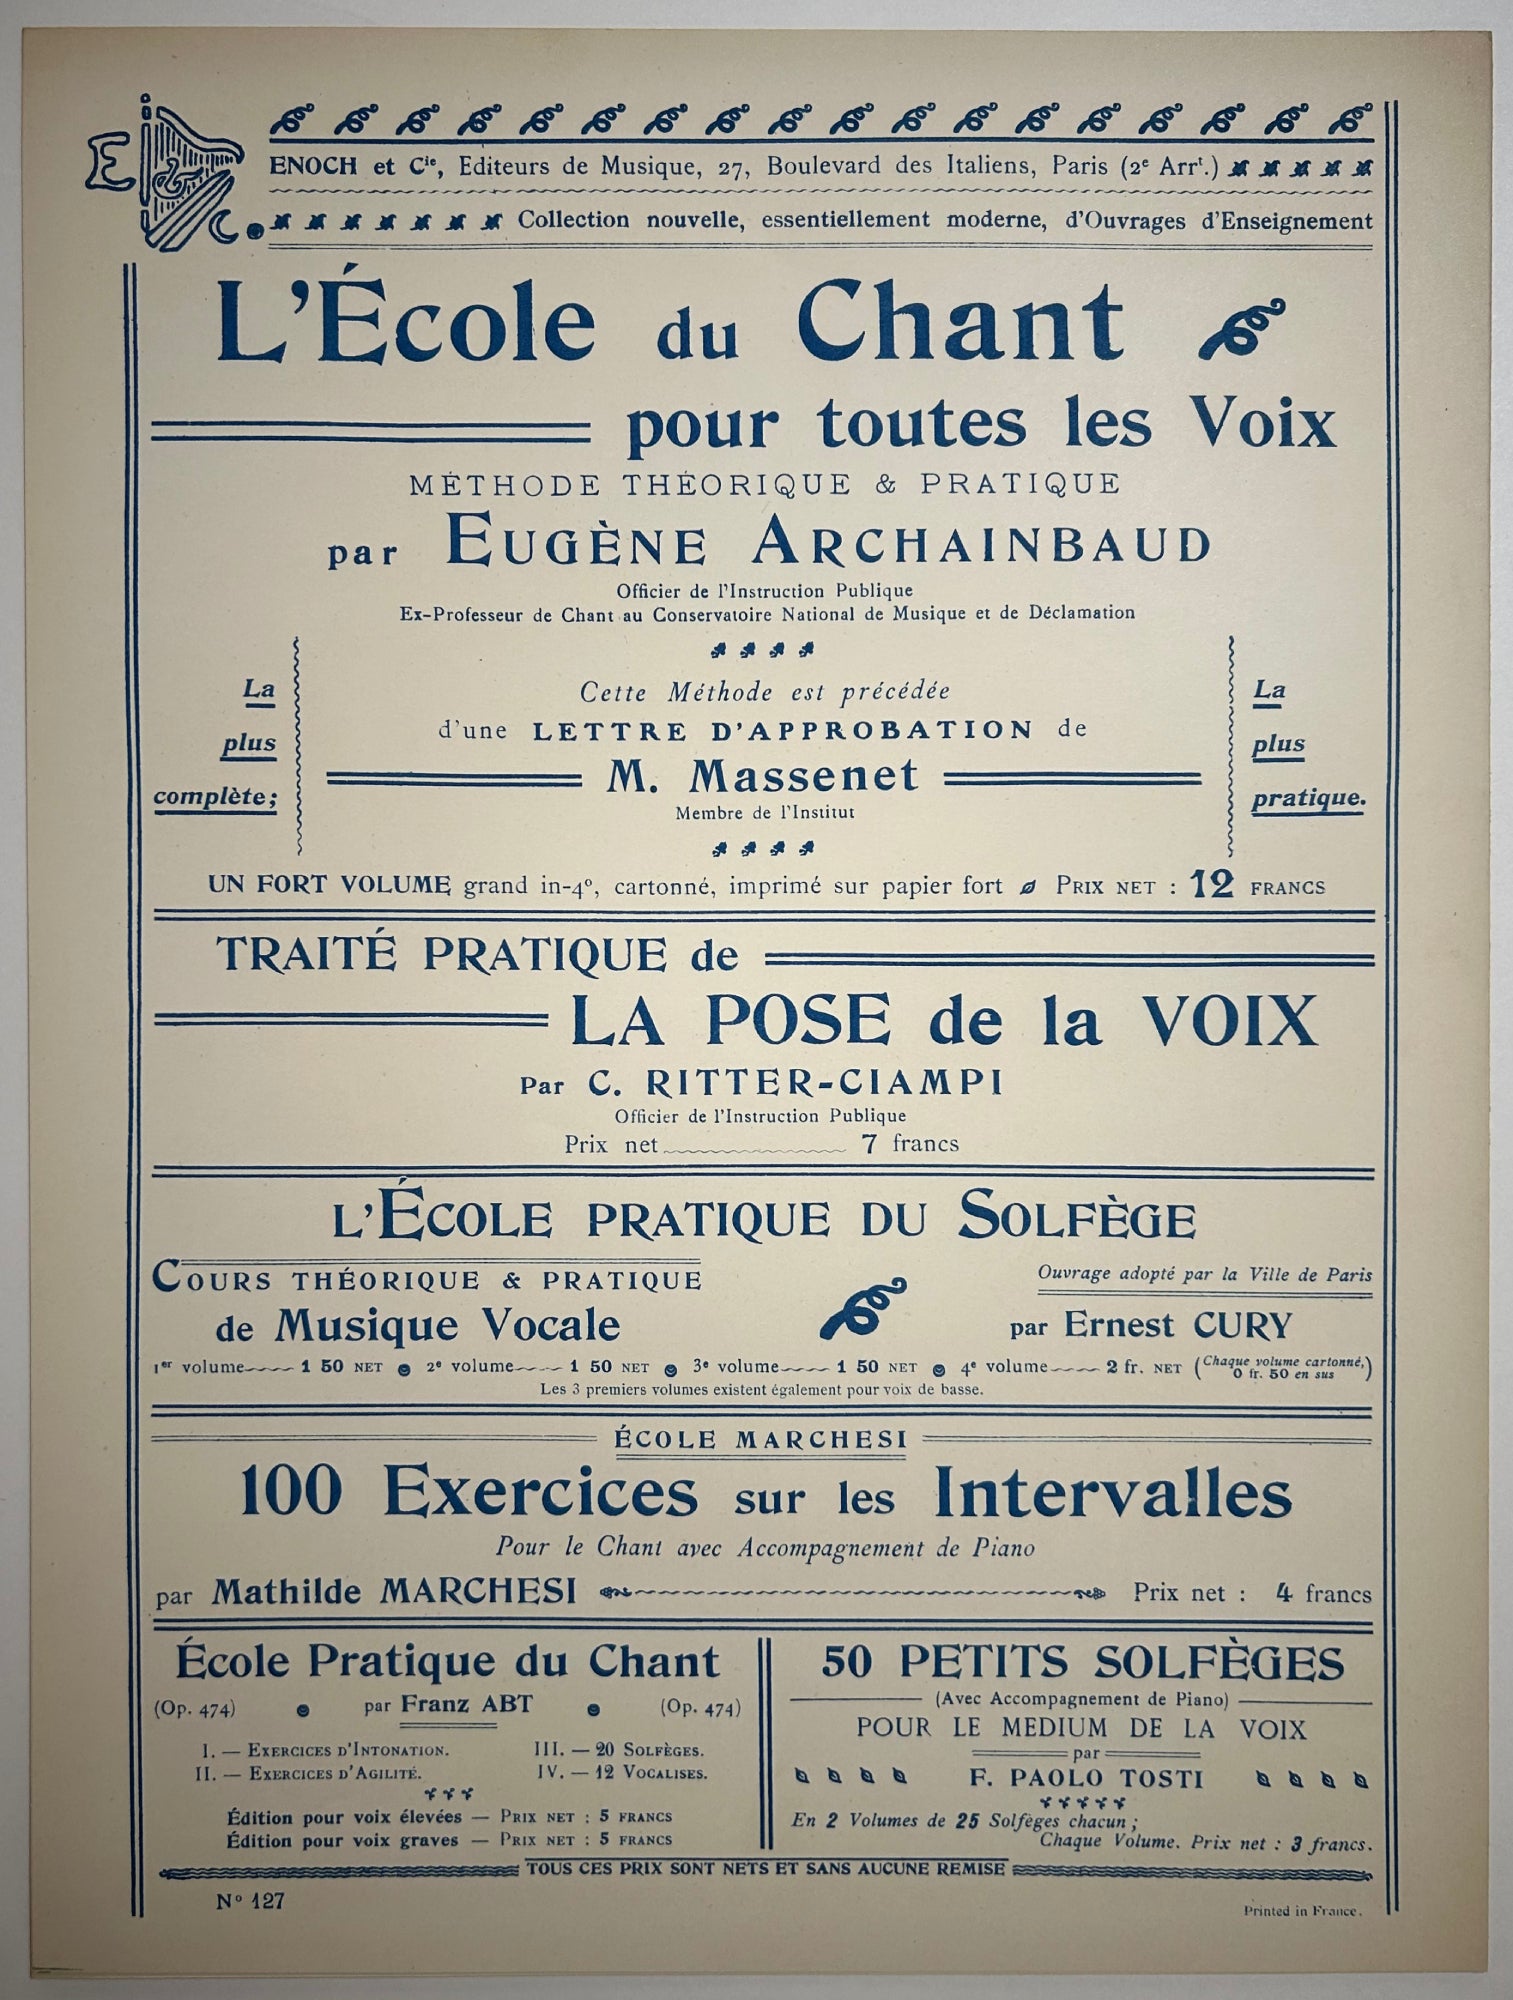 E C.
ENOCH et Cie, Editeurs de Musique, 27, Boulevard des Italiens, Paris (2e Arrt.)
Collection nouvelle, essentiellement moderne, d'Ouvrages d'Enseignement
L'École du Chant
pour toutes les Voix
MÉTHODE THÉORIQUE & PRATIQUE
par EUGÈNE ARCHAINBAUD
Officier de l'Instruction Publique
Ex-Professeur de Chant au Conservatoire National de Musique et de Déclamation
La
plus
complète;
Cette Méthode est précédée
d'une LETTRE D'APPROBATION de
M. Massenet
Membre de l'Institut
La
plus
pratique.
UN FORT VOLUME grand in-4o, cartonné, imprimé sur papier fort PRIX NET : 12 FRANCS
TRAITÉ PRATIQUE de
LA POSE de la VOIX
Par C. RITTER-CIAMPI
Officier de l'Instruction Publique
Prix net 7 francs
L'ÉCOLE PRATIQUE DU SOLFÈGE
COURS THÉORIQUE & PRATIQUE
de Musique Vocale
Ouvrage adopté par la Ville de Paris
par Ernest CURY
1er volume 1 50 NET 2e volume 1 50 NET 3e volume 1 50 NET 4e volume 2 fr. NET (Chaque volume cartonné, 0 fr. 50 en sus)
Les 3 premiers volumes existent également pour voix de basse.
ÉCOLE MARCHESI
100 Exercices sur les Intervalles
Pour le Chant avec Accompagnement de Piano
par Mathilde MARCHESI Prix net : 4 francs
École Pratique du Chant
(Op. 474) par Franz ABT (Op. 474)
I. — EXERCICES D'INTONATION. III. — 20 SOLFÈGES.
II. — EXERCICES D'AGILITÉ. IV. — 12 VOCALISES.
Édition pour voix élevées — PRIX NET : 5 FRANCS
Édition pour voix graves — PRIX NET : 5 FRANCS
50 PETITS SOLFÈGES
(Avec Accompagnement de Piano)
POUR LE MEDIUM DE LA VOIX
par
F. PAOLO TOSTI
En 2 Volumes de 25 Solfèges chacun ;
Chaque Volume. Prix net : 3 francs.
TOUS CES PRIX SONT NETS ET SANS AUCUNE REMISE
No 127
Printed in France.